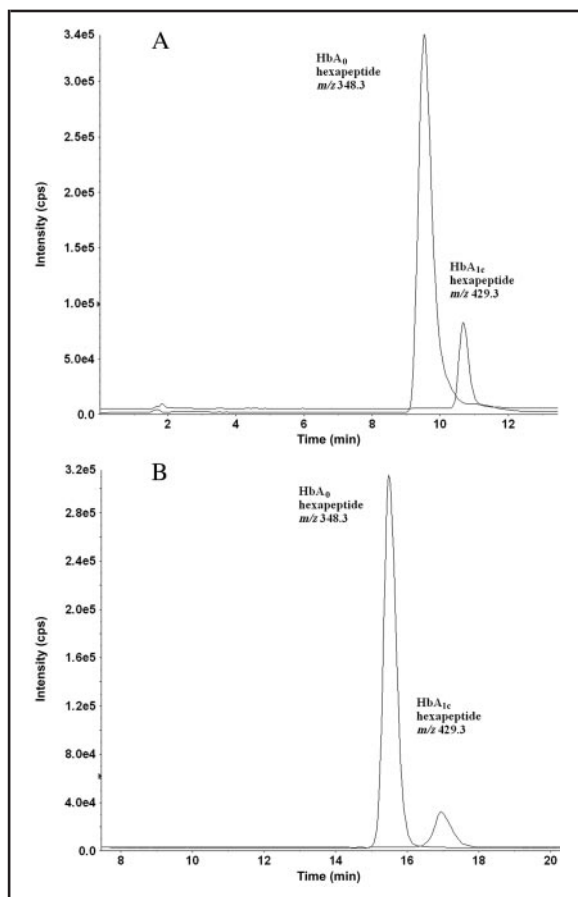 A
3.4e5
3.0e5
2.5e5
2.0e5
1.5e5
1.0e5
5.0e4
0.0
Intensity (cps)
HbA₀
hexapeptide
m/z 348.3
HbA₁c
hexapeptide
m/z 429.3
2 4 6 8 10 12
Time (min)
B
3.2e5
2.8e5
2.4e5
2.0e5
1.6e5
1.2e5
8.0e4
4.0e4
0.0
Intensity (cps)
HbA₀
hexapeptide
m/z 348.3
HbA₁c
hexapeptide
m/z 429.3
8 10 12 14 16 18 20
Time (min)